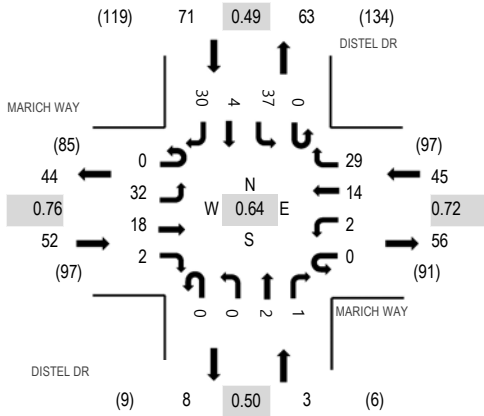 (119) 71 0.49 63 (134)
DISTEL DR
30 4 37 0
MARICH WAY
(85) (97)
0 29
44 45
32 14
N
0.76 W 0.64 E 0.72
18 2
S
52 56
2 0
(97) (91)
0 0 2 1
MARICH WAY
DISTEL DR
(9) 8 0.50 3 (6)